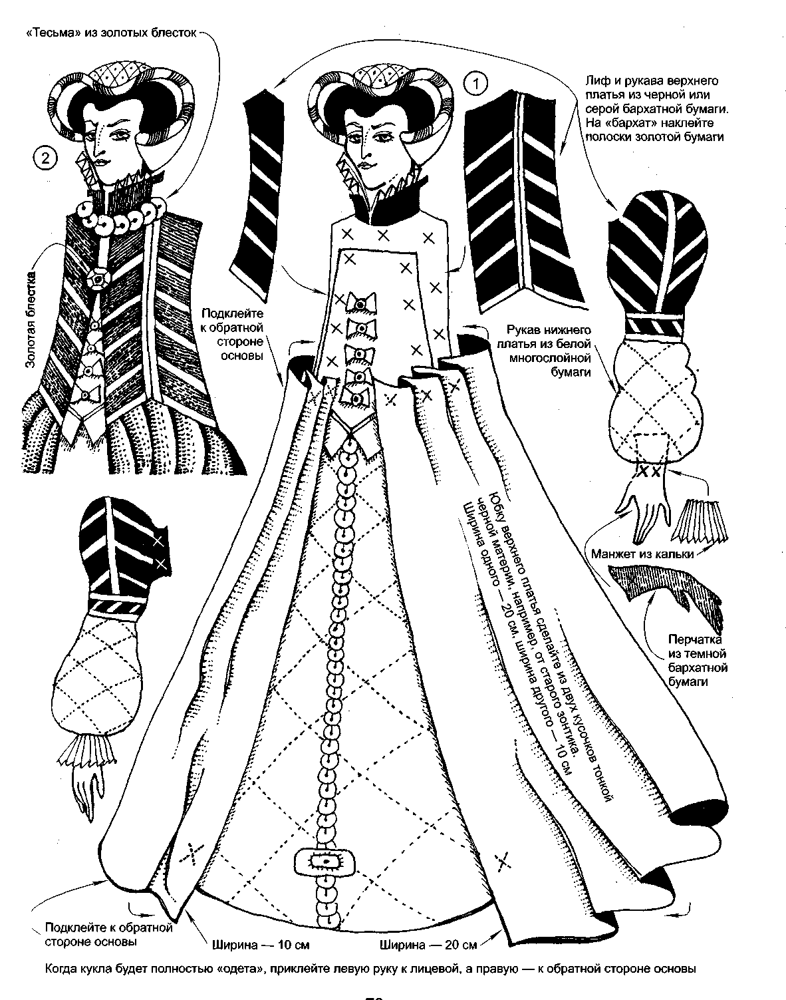 «Тесьма» из золотых блесток
1
Лиф и рукава верхнего
платья из черной или
серой бархатной бумаги.
На «бархат» наклейте
полоски золотой бумаги
2
Золотая блестка
Подклейте
к обратной
стороне
основы
Рукав нижнего
платья из белой
многослойной
бумаги
Юбку верхнего платья сделайте из двух кусочков тонкой
черной материи, например, от старого зонтика.
Ширина одного — 20 см, ширина другого — 10 см
Манжет из кальки
Перчатка
из темной
бархатной
бумаги
Подклейте к обратной
стороне основы
Ширина — 10 см
Ширина — 20 см
Когда кукла будет полностью «одета», приклейте левую руку к лицевой, а правую — к обратной стороне основы